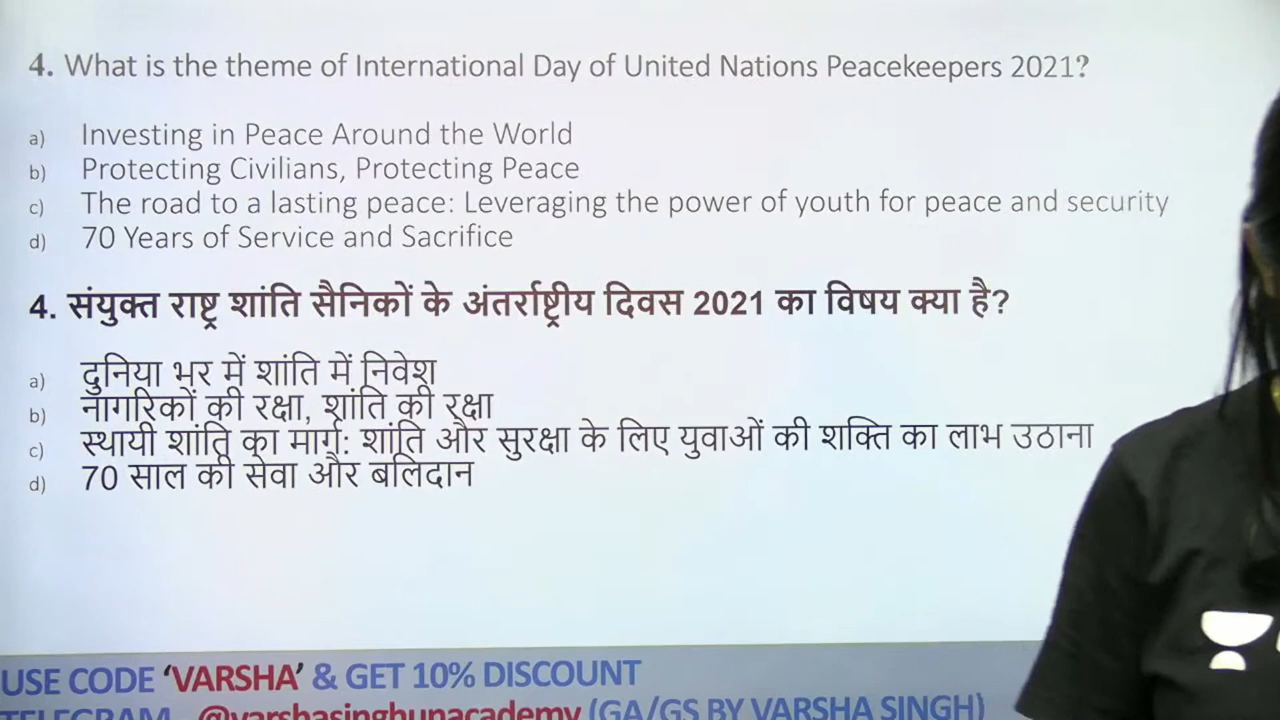 4. What is the theme of International Day of United Nations Peacekeepers 2021?
a) Investing in Peace Around the World
b) Protecting Civilians, Protecting Peace
c) The road to a lasting peace: Leveraging the power of youth for peace and security
d) 70 Years of Service and Sacrifice
4. संयुक्त राष्ट्र शांति सैनिकों के अंतर्राष्ट्रीय दिवस 2021 का विषय क्या है?
a) दुनिया भर में शांति में निवेश
b) नागरिकों की रक्षा, शांति की रक्षा
c) स्थायी शांति का मार्ग: शांति और सुरक्षा के लिए युवाओं की शक्ति का लाभ उठाना
d) 70 साल की सेवा और बलिदान
USE CODE 'VARSHA' & GET 10% DISCOUNT
TELEGRAM - @varshasinghunacademy (GA/GS BY VARSHA SINGH)